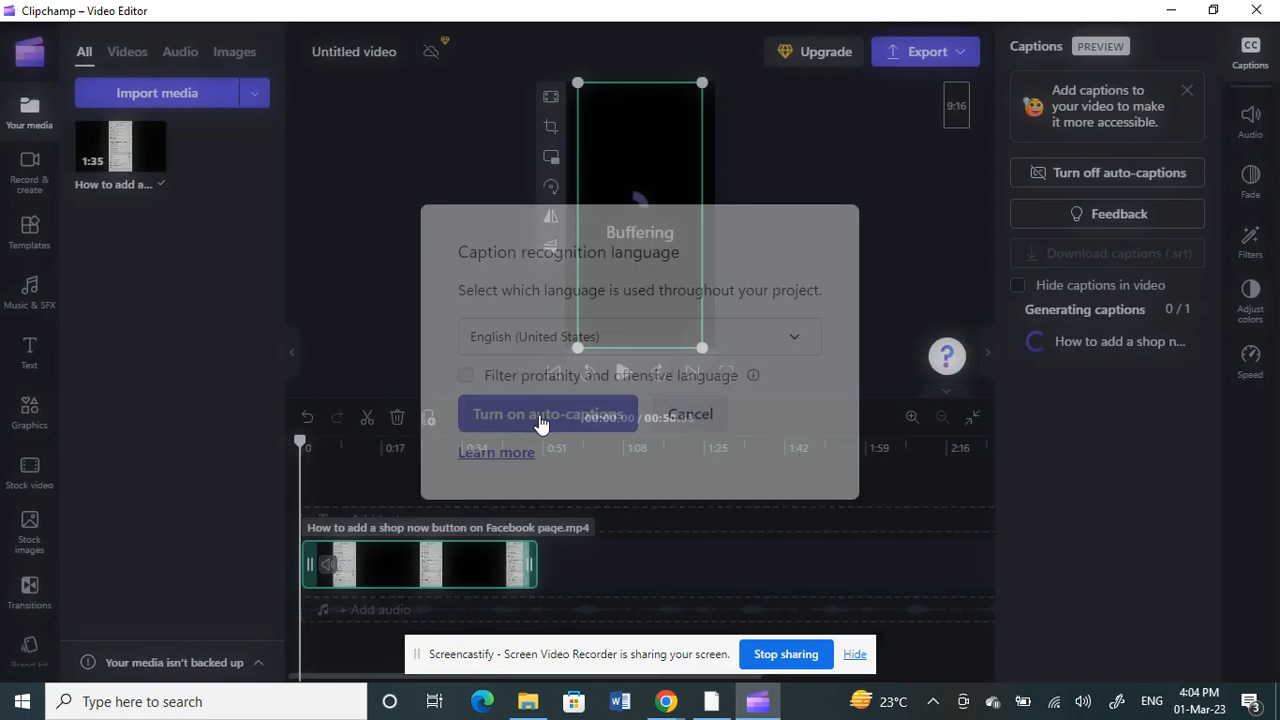 Clipchamp – Video Editor
All Videos Audio Images
Import media
Your media
Record & create
Templates
Music & SFX
Text
Graphics
Stock video
Stock images
Transitions
Brand kit
1:35
How to add a...
Your media isn't backed up
Untitled video
Upgrade
Export
9:16
Buffering
Caption recognition language
Select which language is used throughout your project.
English (United States)
Filter profanity and offensive language
Turn on auto-captions
Cancel
Learn more
0 0:17 0:34 0:51 1:08 1:25 1:42 1:59 2:16
How to add a shop now button on Facebook page.mp4
+ Add audio
Captions PREVIEW
Add captions to
your video to make
it more accessible.
Turn off auto-captions
Feedback
Download captions (.srt)
Hide captions in video
Generating captions 0 / 1
How to add a shop n...
CC
Captions
Audio
Fade
Filters
Adjust colors
Speed
?
Screencastify - Screen Video Recorder is sharing your screen.
Stop sharing
Hide
Type here to search
23°C
ENG
4:04 PM
01-Mar-23
3